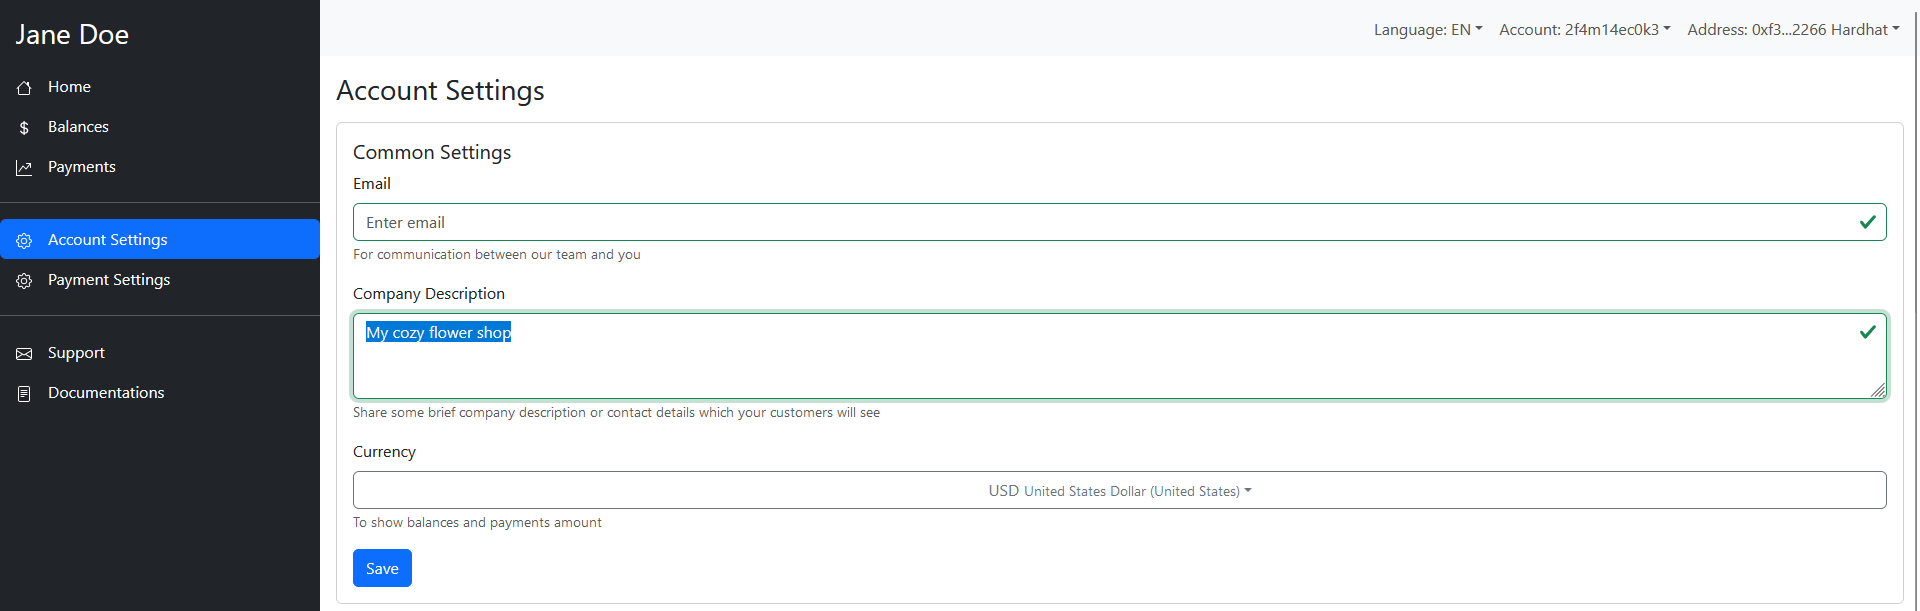 Jane Doe
Home
Balances
Payments
Account Settings
Payment Settings
Support
Documentations
Language: EN
Account: 2f4m14ec0k3
Address: 0xf3...2266 Hardhat
Account Settings
Common Settings
Email
Enter email
For communication between our team and you
Company Description
My cozy flower shop
Share some brief company description or contact details which your customers will see
Currency
USD United States Dollar (United States)
To show balances and payments amount
Save